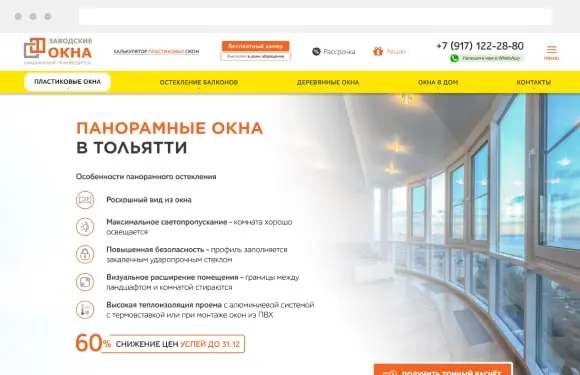 ЗАВОДСКИЕ
ОКНА
КАЛЬКУЛЯТОР ПЛАСТИКОВЫХ ОКОН
Бесплатный замер
в день обращения
Рассрочка
Акции
+7 (917) 122-28-80
Напишите нам в WhatsApp
МЕНЮ
ПЛАСТИКОВЫЕ ОКНА
ОСТЕКЛЕНИЕ БАЛКОНОВ
ДЕРЕВЯННЫЕ ОКНА
ОКНА В ДОМ
КОНТАКТЫ
ПАНОРАМНЫЕ ОКНА
В ТОЛЬЯТТИ
Особенности панорамного остекления
Роскошный вид из окна
Максимальное светопропускание - комната хорошо
освещается
Повышенная безопасность - профиль заполняется
закаленным ударопрочным стеклом
Визуальное расширение помещения - границы между
ландшафтом и комнатой стираются
Высокая теплоизоляция проема с алюминиевой системой
с термовставкой или при монтаже окон из ПВХ
60% СНИЖЕНИЕ ЦЕН УСПЕЙ ДО 31.12
ПОЛУЧИТЬ ТОЧНЫЙ РАСЧЁТ